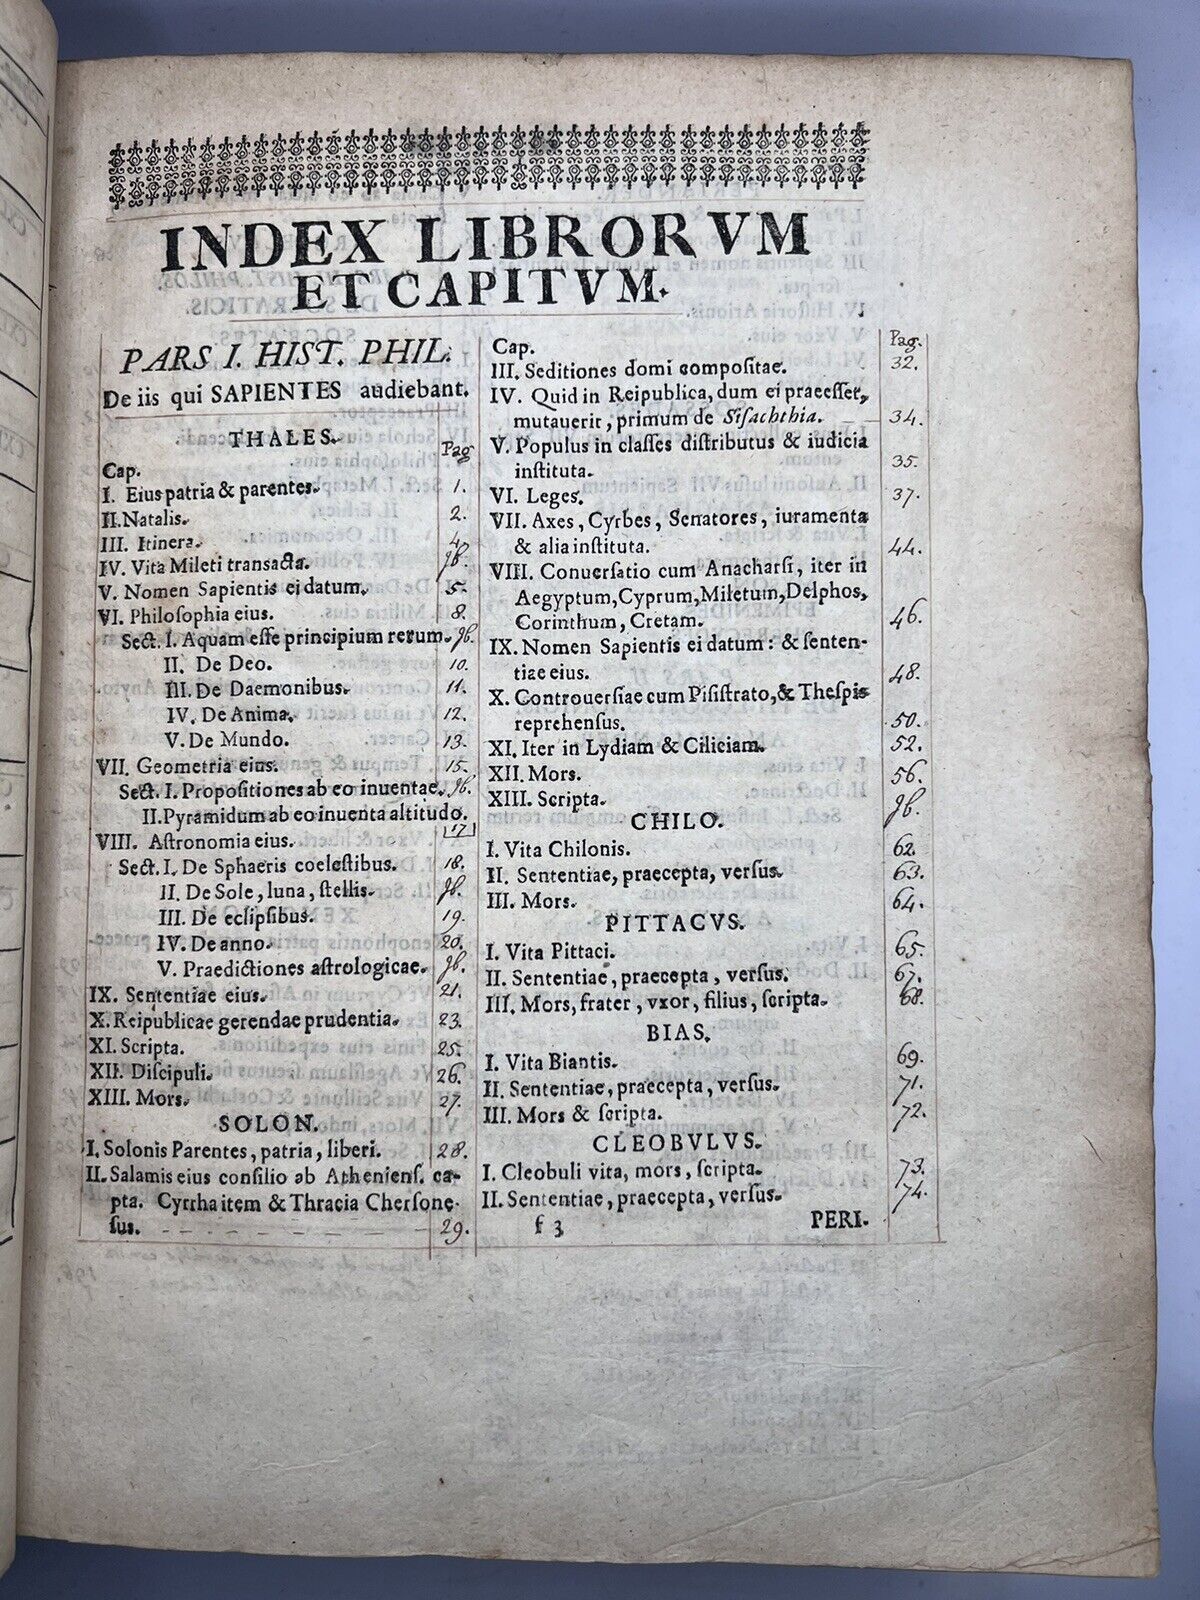 INDEX LIBRORVM
ET CAPITVM.
PARS I. HIST. PHIL.
De iis qui SAPIENTES audiebant.
THALES.
Pag
Cap.
I. Eius patria & parentes. 1.
II. Natalis. 2.
III. Itinera. 4.
IV. Vita Mileti transacta. Jb.
V. Nomen Sapientis ei datum. 5.
VI. Philoſophia eius. 8.
Sect. I. Aquam eſſe principium rerum. Jb.
II. De Deo. 10.
III. De Daemonibus. 11.
IV. De Anima. 12.
V. De Mundo. 13.
VII. Geometria eius. 15.
Sect. I. Propoſitiones ab eo inuentae. Jb.
II. Pyramidum ab eo inuenta altitudo.
17
VIII. Aſtronomia eius.
Sect. I. De Sphaeris coeleſtibus. 18.
II. De Sole, luna, ſtellis. Jb.
III. De eclipſibus. 19.
IV. De anno. 20.
V. Praedictiones aſtrologicae. Jb.
IX. Sententiae eius. 21.
X. Reipublicae gerendae prudentia. 23.
XI. Scripta. 25.
XII. Diſcipuli. 26.
XIII. Mors. 27.
SOLON.
I. Solonis Parentes, patria, liberi. 28.
II. Salamis eius conſilio ab Athenienſ. ca-
pta. Cyrrha item & Thracia Cherſone-
ſus. 29.
Cap. Pag.
III. Seditiones domi compoſitae. 32.
IV. Quid in Reipublica, dum ei praeeſſet,
mutauerit, primum de Siſachthia. 34.
V. Populus in claſſes diſtributus & iudicia
inſtituta. 35.
VI. Leges. 37.
VII. Axes, Cyrbes, Senatores, iuramenta
& alia inſtituta. 44.
VIII. Conuerſatio cum Anacharſi, iter in
Aegyptum, Cyprum, Miletum, Delphos,
Corinthum, Cretam. 46.
IX. Nomen Sapientis ei datum: & ſenten-
tiae eius. 48.
X. Controuerſiae cum Piſiſtrato, & Theſpis
reprehenſus. 50.
XI. Iter in Lydiam & Ciliciam. 52.
XII. Mors. 56.
XIII. Scripta. Jb.
CHILO.
I. Vita Chilonis. 62.
II. Sententiae, praecepta, verſus. 63.
III. Mors. 64.
PITTACVS.
I. Vita Pittaci. 65.
II. Sententiae, praecepta, verſus. 67.
III. Mors, frater, vxor, filius, ſcripta. 68.
BIAS.
I. Vita Biantis. 69.
II. Sententiae, praecepta, verſus. 71.
III. Mors & ſcripta. 72.
CLEOBVLVS.
I. Cleobuli vita, mors, ſcripta. 73.
II. Sententiae, praecepta, verſus. 74.
f 3 PERI.